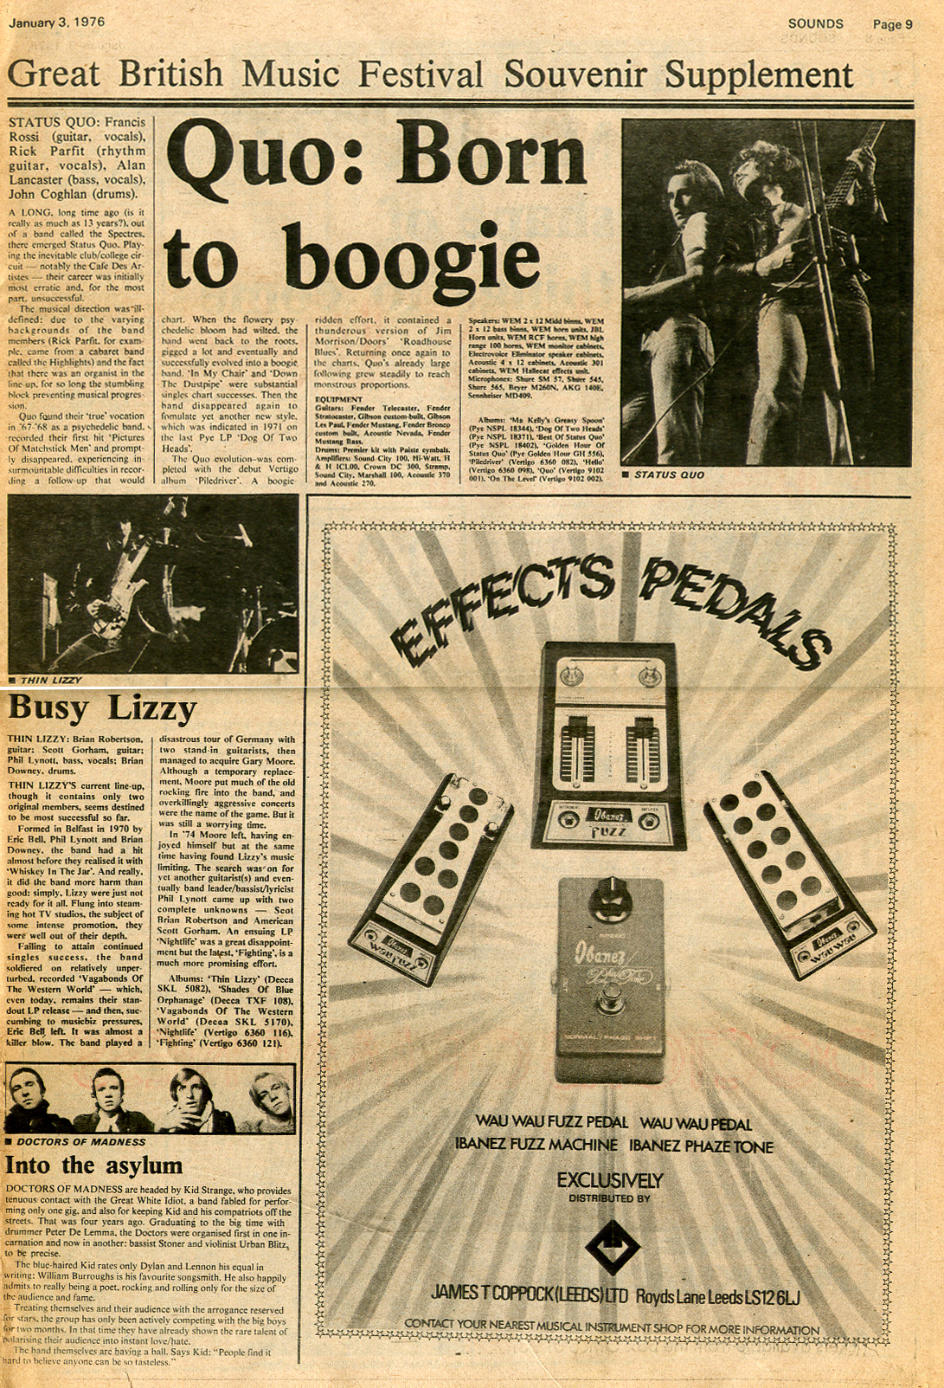 January 3, 1976
SOUNDS Page 9
Great British Music Festival Souvenir Supplement
STATUS QUO: Francis
Rossi (guitar, vocals),
Rick Parfit (rhythm
guitar, vocals), Alan
Lancaster (bass, vocals),
John Coghlan (drums).
A LONG, long time ago (is it
really as much as 13 years?), out
of a band called the Spectres,
there emerged Status Quo. Play-
ing the inevitable club/college cir-
cuit — notably the Cafe Des Ar-
tistes — their career was initially
most erratic and, for the most
part, unsuccessful.
The musical direction was ill-
defined: due to the varying
backgrounds of the band
members (Rick Parfit, for exam-
ple, came from a cabaret band
called the Highlights) and the fact
that there was an organist in the
line-up, for so long the stumbling
block preventing musical progres-
sion.
Quo found their 'true' vocation
in '67-'68 as a psychedelic band,
recorded their first hit 'Pictures
Of Matchstick Men' and prompt-
ly disappeared, experiencing in-
surmountable difficulties in recor-
ding a follow-up that would
Quo: Born
to boogie
chart. When the flowery psy-
chedelic bloom had wilted, the
band went back to the roots,
gigged a lot and eventually and
successfully evolved into a boogie
band. 'In My Chair' and 'Down
The Dustpipe' were substantial
singles chart successes. Then the
band disappeared again to
formulate yet another new style,
which was indicated in 1971 on
the last Pye LP 'Dog Of Two
Heads'.
The Quo evolution was com-
pleted with the debut Vertigo
album 'Piledriver'. A boogie-
ridden effort, it contained a
thunderous version of Jim
Morrison/Doors' 'Roadhouse
Blues'. Returning once again to
the charts, Quo's already large
following grew steadily to reach
monstrous proportions.
EQUIPMENT
Guitars: Fender Telecaster, Fender
Stratocaster, Gibson custom-built, Gibson
Les Paul, Fender Mustang, Fender Bronco
custom built, Acoustic Nevada, Fender
Mustang Bass.
Drums: Premier kit with Paiste cymbals.
Amplifiers: Sound City 100, Hi-Watt, H
& H IC1.00, Crown DC 300, Stramp,
Sound City, Marshall 100, Acoustic 370
and Acoustic 270.
Speakers: WEM 2 x 12 Midd binns, WEM
2 x 12 bass binns, WEM horn units, JBL
Horn units, WEM RCF horns, WEM high
range 100 horns, WEM monitor cabinets,
Electrovoice Eliminator speaker cabinets,
Acoustic 4 x 12 cabinets, Acoustic 301
cabinets, WEM Hallecat effects unit.
Microphones: Shure SM 57, Shure 545,
Shure 565, Beyer M260N, AKG 140E,
Sennheiser MD409.
Albums: 'Ma Kelly's Greasy Spoon'
(Pye NSPL 18344), 'Dog Of Two Heads'
(Pye NSPL 18371), 'Best Of Status Quo'
(Pye NSPL 18402), 'Golden Hour Of
Status Quo' (Pye Golden Hour GH 556),
'Piledriver' (Vertigo 6360 082), 'Hello'
(Vertigo 6360 098), 'Quo' (Vertigo 9102
001), 'On The Level' (Vertigo 9102 002).
■ STATUS QUO
■ THIN LIZZY
Busy Lizzy
THIN LIZZY: Brian Robertson,
guitar; Scott Gorham, guitar;
Phil Lynott, bass, vocals; Brian
Downey, drums.
THIN LIZZY'S current line-up,
though it contains only two
original members, seems destined
to be most successful so far.
Formed in Belfast in 1970 by
Eric Bell, Phil Lynott and Brian
Downey, the band had a hit
almost before they realised it with
'Whiskey In The Jar'. And really,
it did the band more harm than
good: simply, Lizzy were just not
ready for it all. Flung into steam-
ing hot TV studios, the subject of
some intense promotion, they
were well out of their depth.
Failing to attain continued
singles success, the band
soldiered on relatively unper-
turbed, recorded 'Vagabonds Of
The Western World' — which,
even today, remains their stan-
dout LP release — and then, suc-
cumbing to musicbiz pressures,
Eric Bell left. It was almost a
killer blow. The band played a
disastrous tour of Germany with
two stand-in guitarists, then
managed to acquire Gary Moore.
Although a temporary replace-
ment, Moore put much of the old
rocking fire into the band, and
overkillingly aggressive concerts
were the name of the game. But it
was still a worrying time.
In '74 Moore left, having en-
joyed himself but at the same
time having found Lizzy's music
limiting. The search was on for
yet another guitarist(s) and even-
tually band leader/bassist/lyricist
Phil Lynott came up with two
complete unknowns — Scot
Brian Robertson and American
Scott Gorham. An ensuing LP
'Nightlife' was a great disappoint-
ment but the latest, 'Fighting', is a
much more promising effort.
Albums: 'Thin Lizzy' (Decca
SKL 5082), 'Shades Of Blue
Orphanage' (Decca TXF 108),
'Vagabonds Of The Western
World' (Decca SKL 5170),
'Nightlife' (Vertigo 6360 116),
'Fighting' (Vertigo 6360 121).
■ DOCTORS OF MADNESS
Into the asylum
DOCTORS OF MADNESS are headed by Kid Strange, who provides
tenuous contact with the Great White Idiot, a band fabled for perfor-
ming only one gig, and also for keeping Kid and his compatriots off the
streets. That was four years ago. Graduating to the big time with
drummer Peter De Lemma, the Doctors were organised first in one in-
carnation and now in another: bassist Stoner and violinist Urban Blitz,
to be precise.
The blue-haired Kid rates only Dylan and Lennon his equal in
writing; William Burroughs is his favourite songsmith. He also happily
admits to really being a poet, rocking and rolling only for the size of
the audience and fame.
Treating themselves and their audience with the arrogance reserved
for stars, the group has only been actively competing with the big boys
for two months. In that time they have already shown the rare talent of
polarising their audience into instant love/hate.
The band themselves are having a ball. Says Kid: "People find it
hard to believe anyone can be so tasteless."
EFFECTS PEDALS
Ibanez
fuzz
Ibanez
Wau Fuzz
Ibanez
Wau Wau
Ibanez
Phaze Tone
WAU WAU FUZZ PEDAL WAU WAU PEDAL
IBANEZ FUZZ MACHINE IBANEZ PHAZE TONE
EXCLUSIVELY
DISTRIBUTED BY
JAMES T COPPOCK (LEEDS) LTD Royds Lane Leeds LS12 6LJ
CONTACT YOUR NEAREST MUSICAL INSTRUMENT SHOP FOR MORE INFORMATION